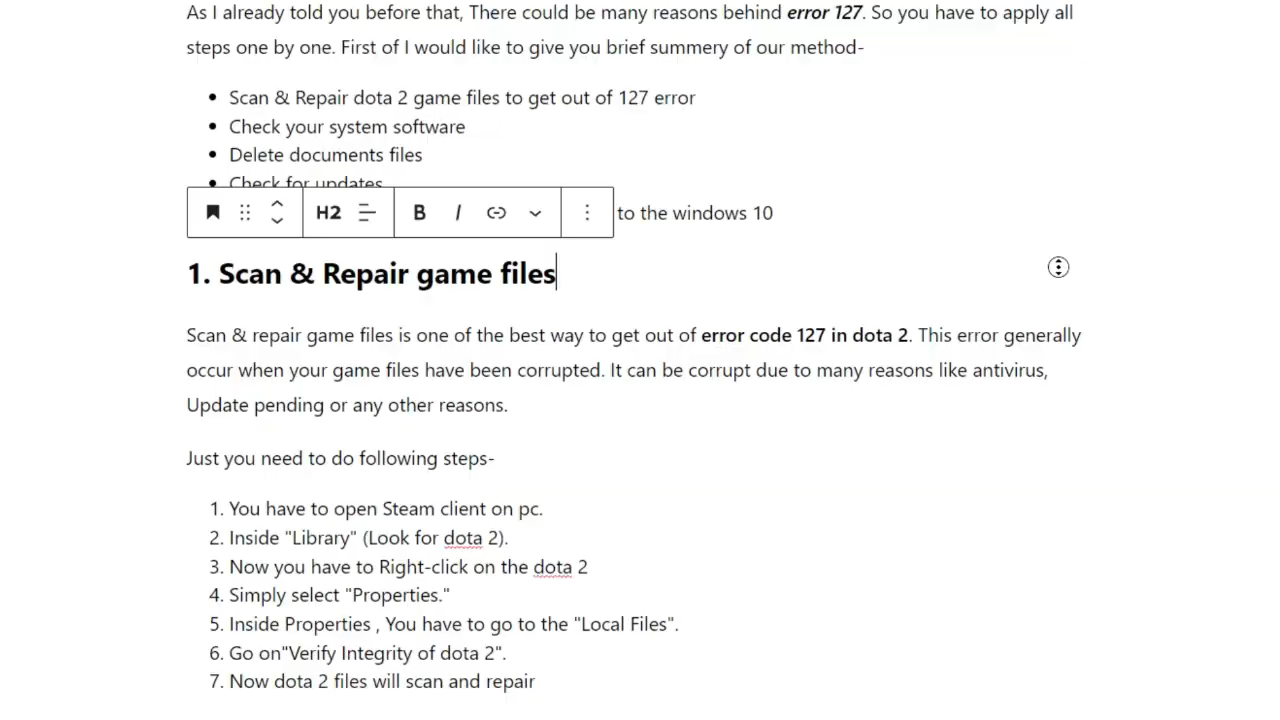 As I already told you before that, There could be many reasons behind error 127. So you have to apply all
steps one by one. First of I would like to give you brief summery of our method-
• Scan & Repair dota 2 game files to get out of 127 error
• Check your system software
• Delete documents files
• Check for updates
H2 B I to the windows 10
1. Scan & Repair game files
Scan & repair game files is one of the best way to get out of error code 127 in dota 2. This error generally
occur when your game files have been corrupted. It can be corrupt due to many reasons like antivirus,
Update pending or any other reasons.
Just you need to do following steps-
1. You have to open Steam client on pc.
2. Inside "Library" (Look for dota 2).
3. Now you have to Right-click on the dota 2
4. Simply select "Properties."
5. Inside Properties , You have to go to the "Local Files".
6. Go on"Verify Integrity of dota 2".
7. Now dota 2 files will scan and repair